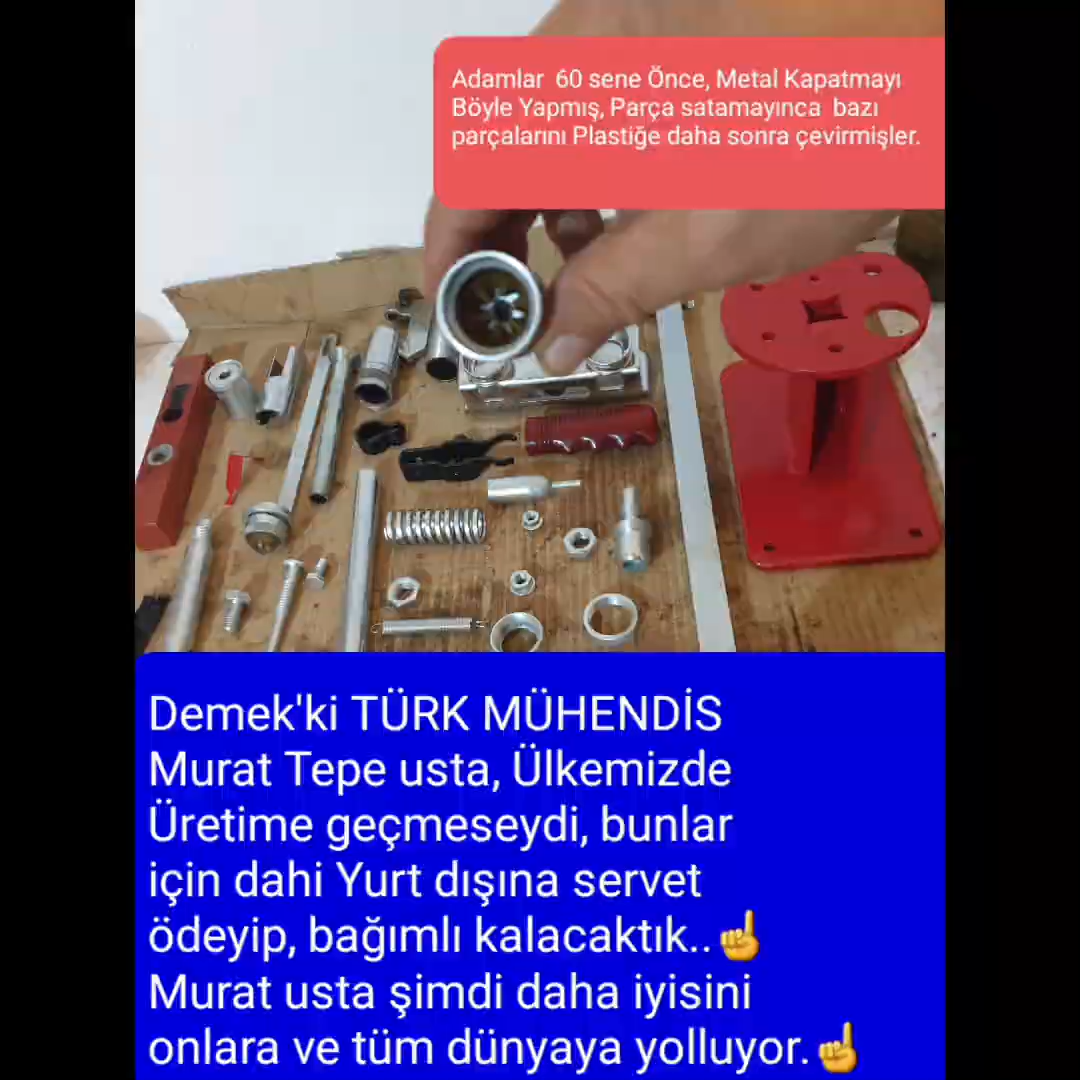 Adamlar 60 sene Önce, Metal Kapatmayı
Böyle Yapmış, Parça satamayınca bazı
parçalarını Plastiğe daha sonra çevirmişler.
Demek'ki TÜRK MÜHENDİS
Murat Tepe usta, Ülkemizde
Üretime geçmeseydi, bunlar
için dahi Yurt dışına servet
ödeyip, bağımlı kalacaktık..☝
Murat usta şimdi daha iyisini
onlara ve tüm dünyaya yolluyor.☝